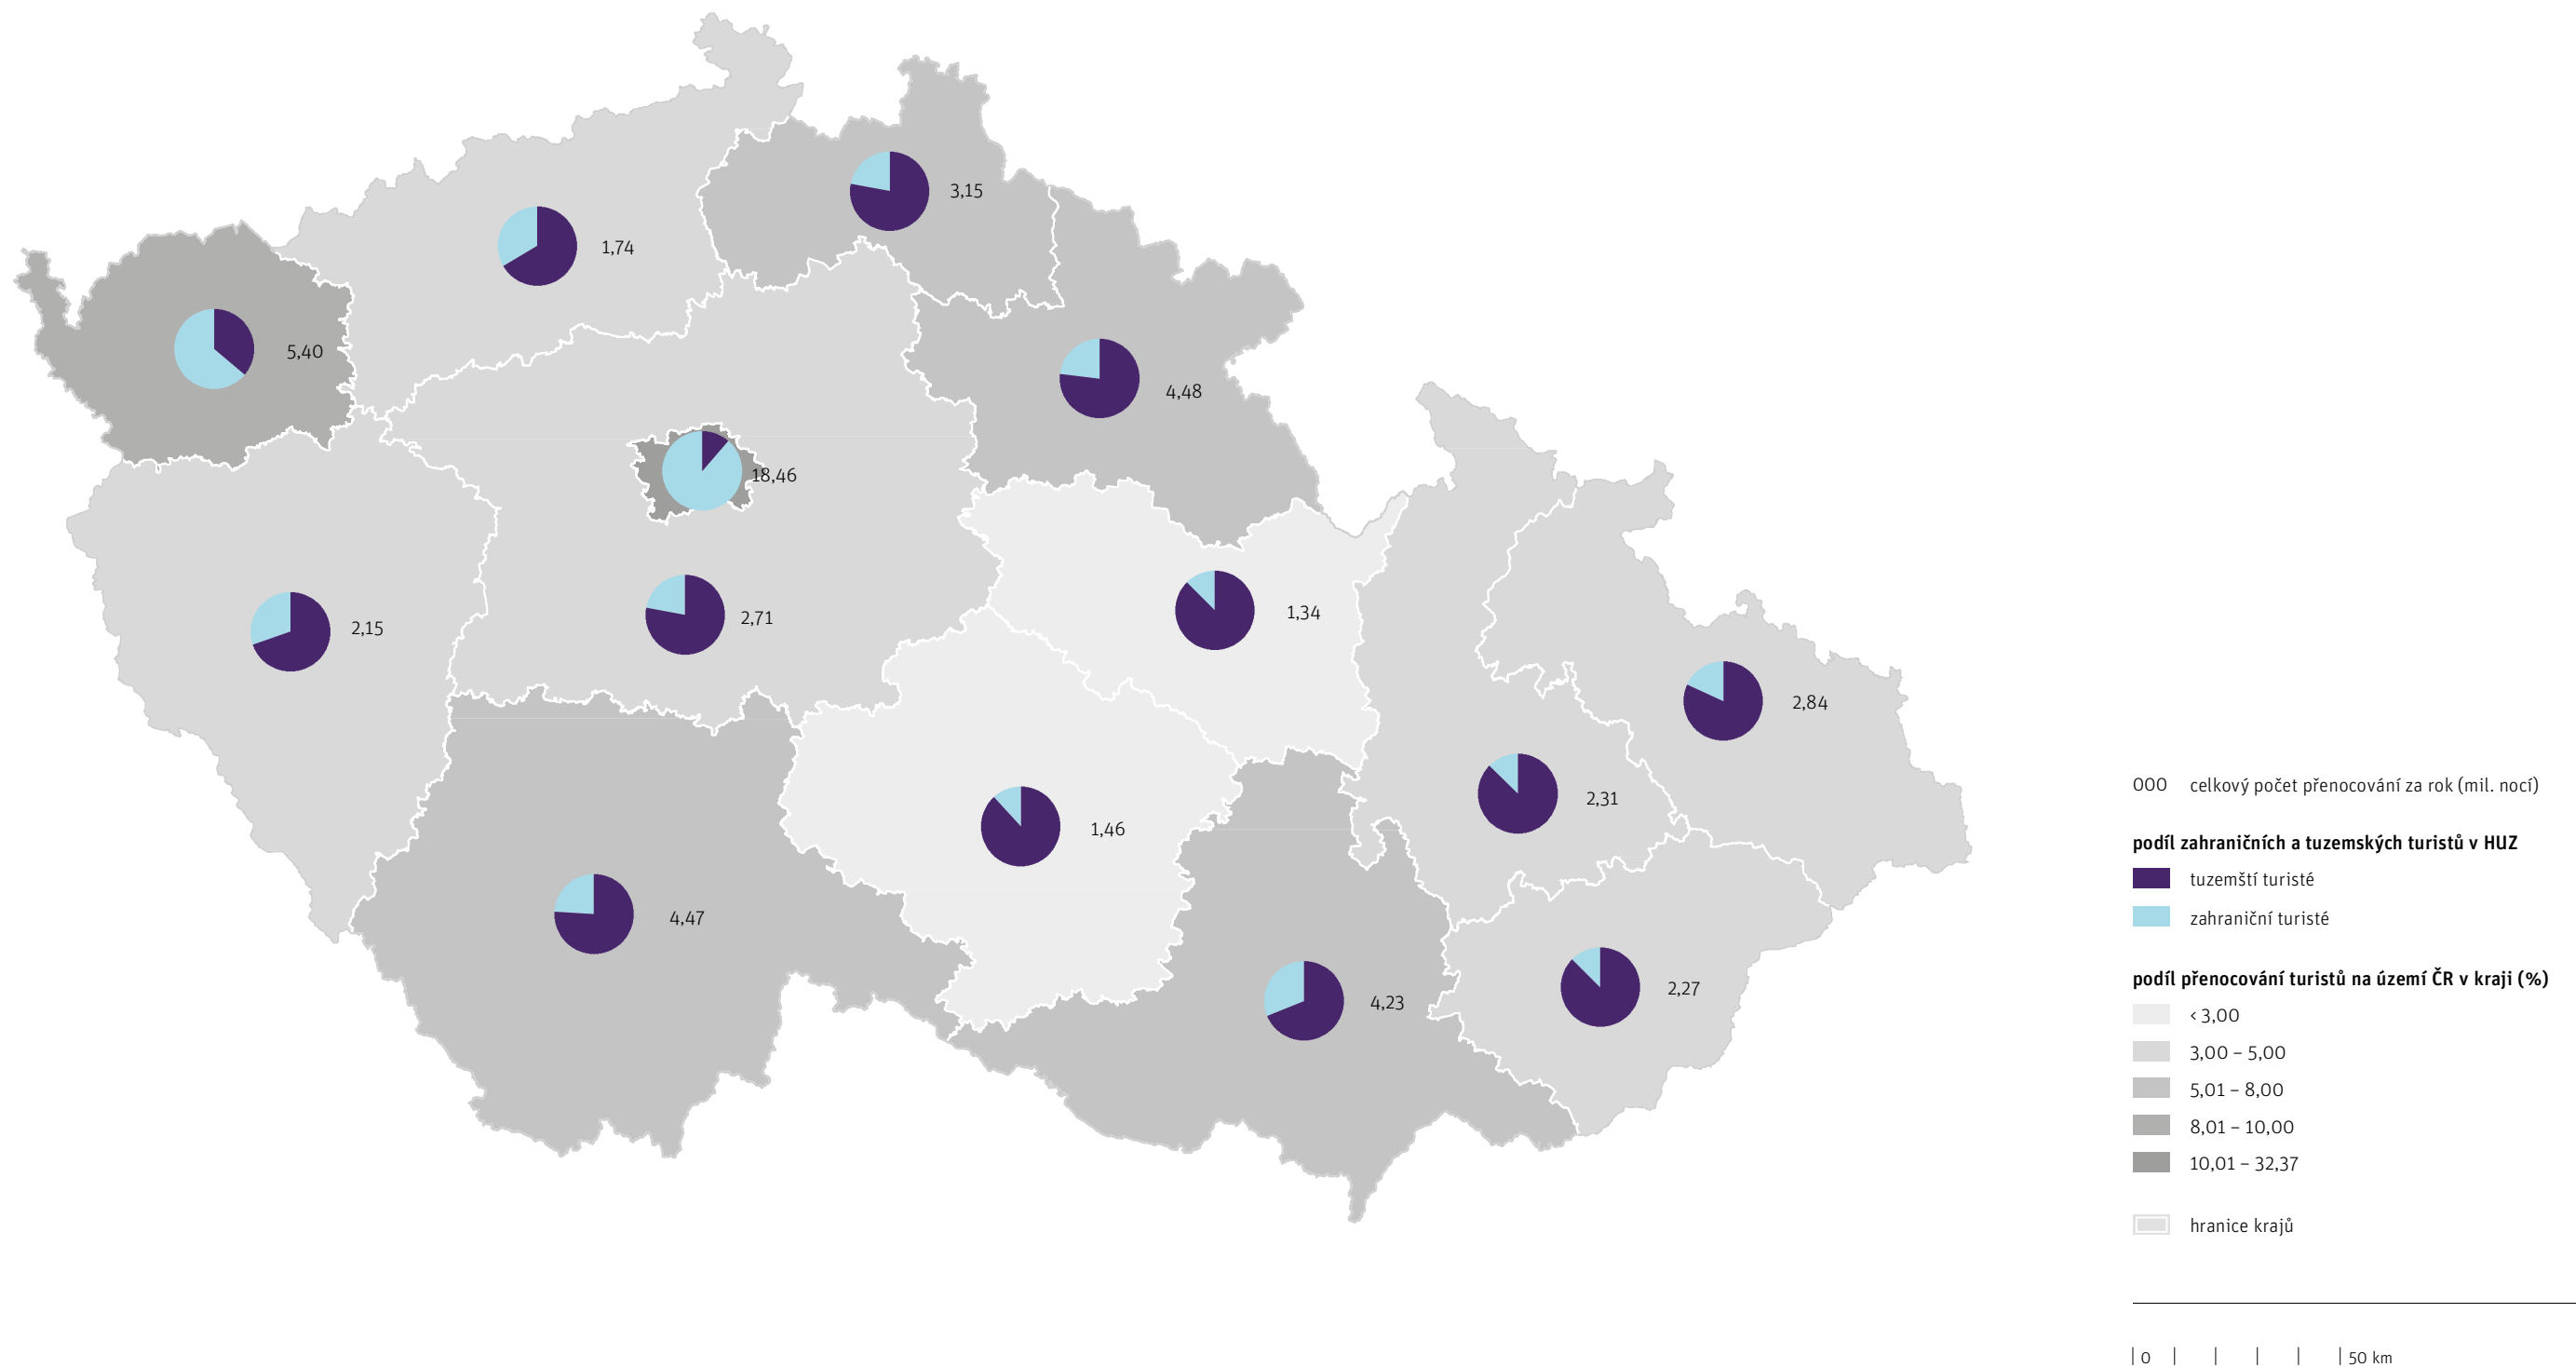 3,15
1,74
5,40
4,48
18,46
2,15
2,71
1,34
2,84
2,31
1,46
4,47
4,23
2,27
000 celkový počet přenocování za rok (mil. nocí)
podíl zahraničních a tuzemských turistů v HUZ
tuzemští turisté
zahraniční turisté
podíl přenocování turistů na území ČR v kraji (%)
< 3,00
3,00 – 5,00
5,01 – 8,00
8,01 – 10,00
10,01 – 32,37
hranice krajů
0 50 km